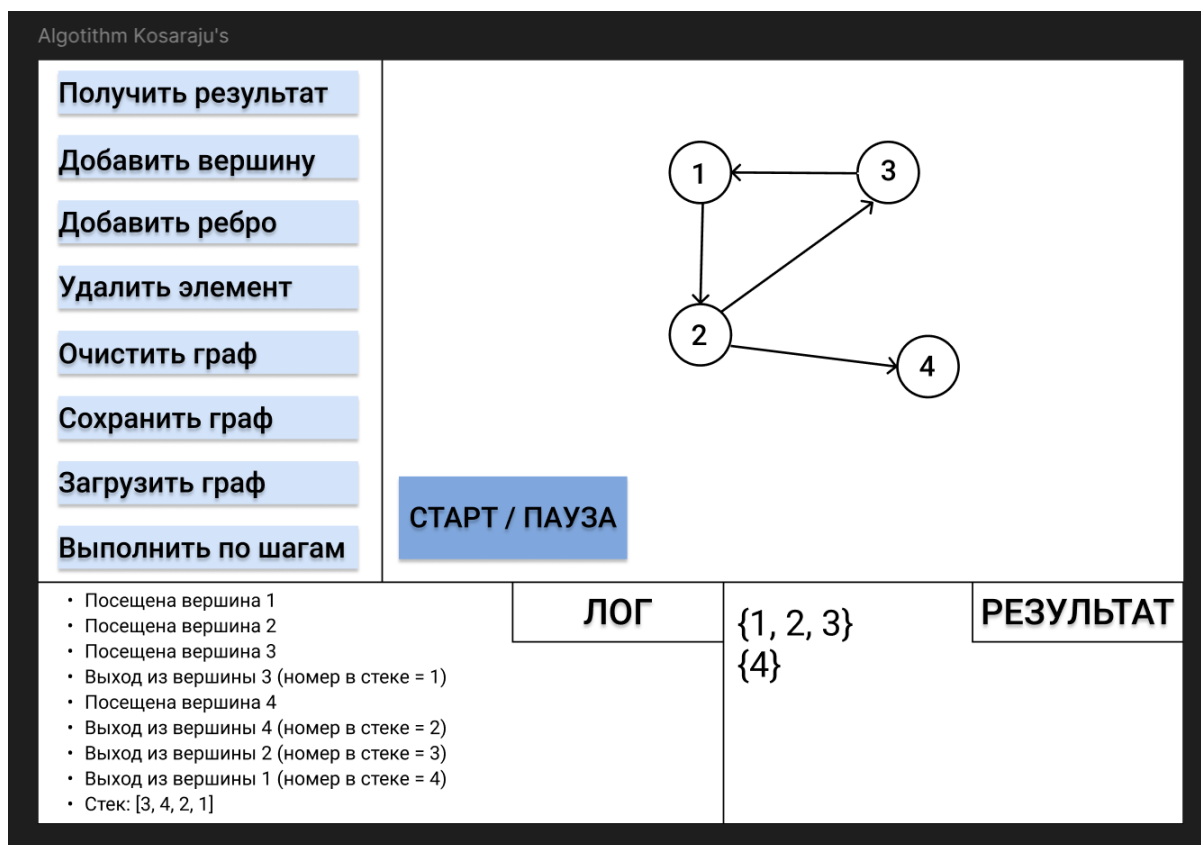 Algotithm Kosaraju's
Получить результат
Добавить вершину
Добавить ребро
Удалить элемент
Очистить граф
Сохранить граф
Загрузить граф
Выполнить по шагам
1
3
2
4
СТАРТ / ПАУЗА
• Посещена вершина 1
• Посещена вершина 2
• Посещена вершина 3
• Выход из вершины 3 (номер в стеке = 1)
• Посещена вершина 4
• Выход из вершины 4 (номер в стеке = 2)
• Выход из вершины 2 (номер в стеке = 3)
• Выход из вершины 1 (номер в стеке = 4)
• Стек: [3, 4, 2, 1]
ЛОГ
{1, 2, 3}
{4}
РЕЗУЛЬТАТ